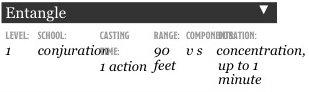 Entangle ▼
LEVEL: SCHOOL: CASTING TIME: RANGE: COMPONENTS: DURATION:
1 conjuration 1 action 90 feet v s concentration, up to 1 minute